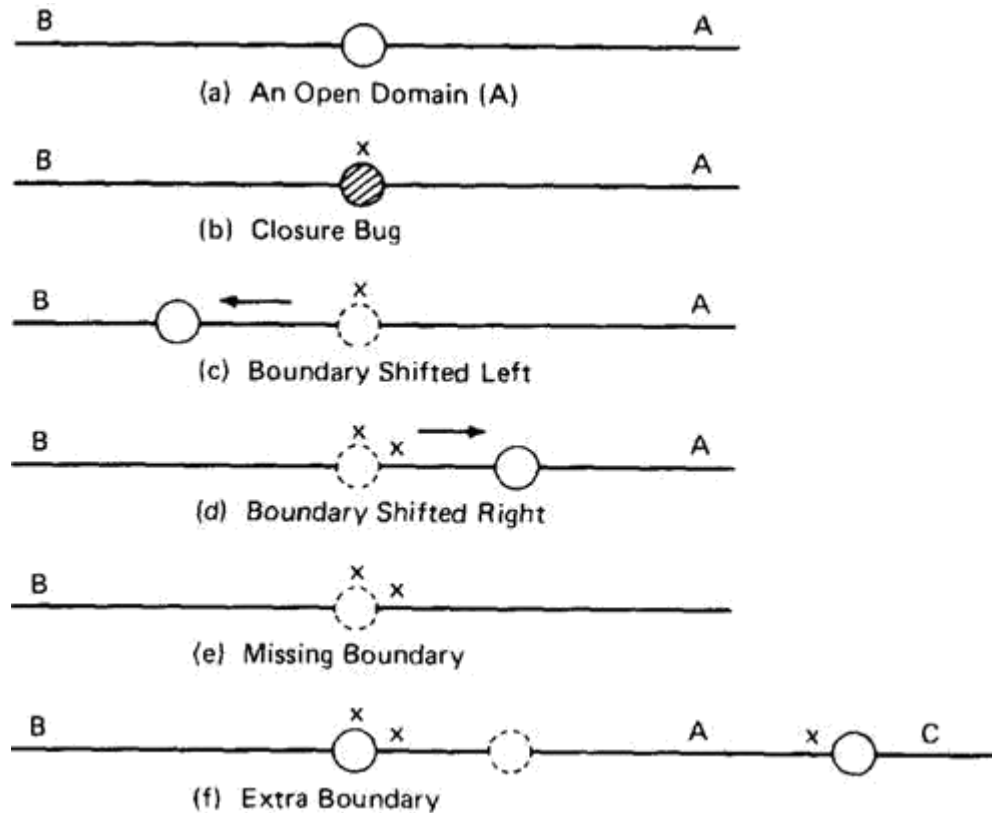 B A
(a) An Open Domain (A)
x
B A
(b) Closure Bug
x
B A
(c) Boundary Shifted Left
x
B x A
(d) Boundary Shifted Right
x
B x
(e) Missing Boundary
x
B x A x C
(f) Extra Boundary